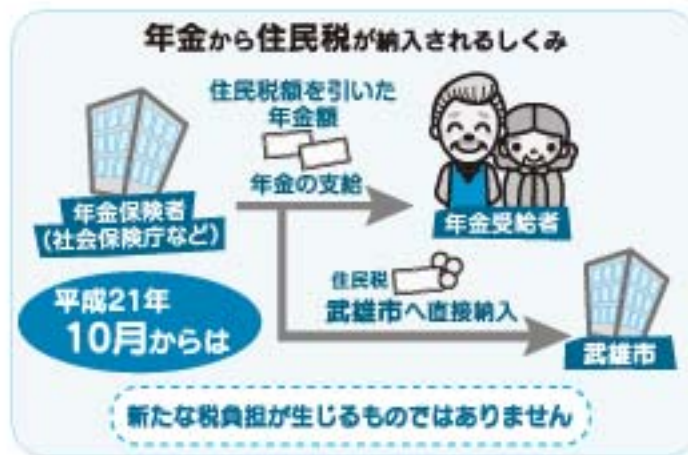 年金から住民税が納入されるしくみ
住民税額を引いた
年金額
年金の支給
年金保険者
(社会保険庁など)
年金受給者
平成21年
10月からは
住民税
武雄市へ直接納入
武雄市
新たな税負担が生じるものではありません